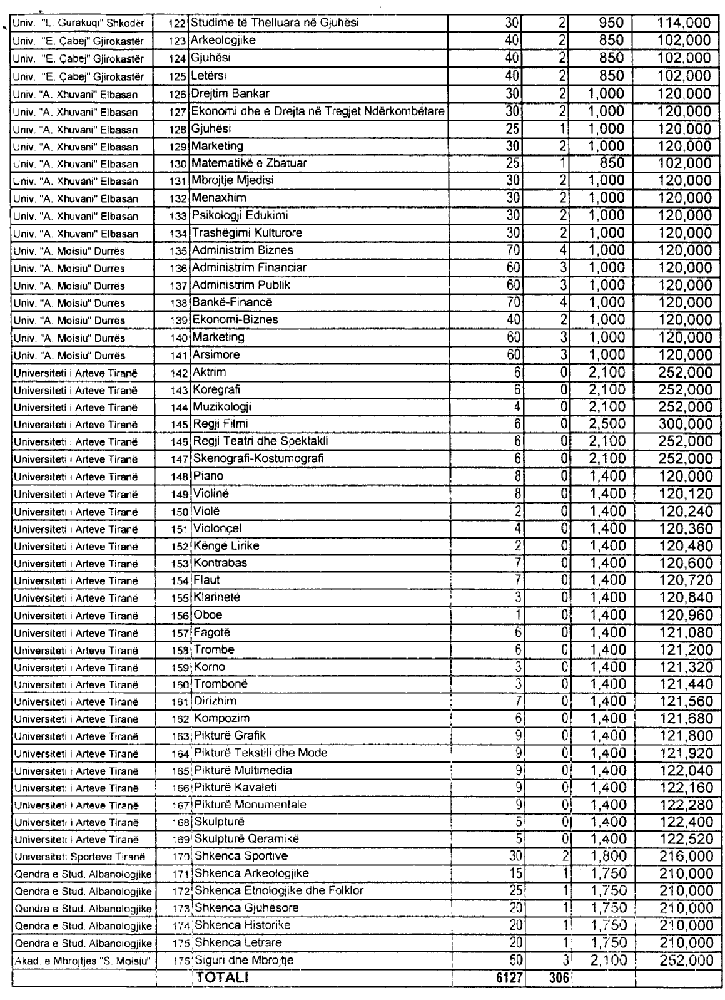 Univ. "L. Gurakuqi" Shkodër 122 Studime të Thelluara në Gjuhësi 30 2 950 114,000
Univ. "E. Çabej" Gjirokastër 123 Arkeologjike 40 2 850 102,000
Univ. "E. Çabej" Gjirokastër 124 Gjuhësi 40 2 850 102,000
Univ. "E. Çabej" Gjirokastër 125 Letërsi 40 2 850 102,000
Univ. "A. Xhuvani" Elbasan 126 Drejtim Bankar 30 2 1,000 120,000
Univ. "A. Xhuvani" Elbasan 127 Ekonomi dhe e Drejta në Tregjet Ndërkombëtare 30 2 1,000 120,000
Univ. "A. Xhuvani" Elbasan 128 Gjuhësi 25 1 1,000 120,000
Univ. "A. Xhuvani" Elbasan 129 Marketing 30 2 1,000 120,000
Univ. "A. Xhuvani" Elbasan 130 Matematikë e Zbatuar 25 1 850 102,000
Univ. "A. Xhuvani" Elbasan 131 Mbrojtje Mjedisi 30 2 1,000 120,000
Univ. "A. Xhuvani" Elbasan 132 Menaxhim 30 2 1,000 120,000
Univ. "A. Xhuvani" Elbasan 133 Psikologji Edukimi 30 2 1,000 120,000
Univ. "A. Xhuvani" Elbasan 134 Trashëgimi Kulturore 30 2 1,000 120,000
Univ. "A. Moisiu" Durrës 135 Administrim Biznes 70 4 1,000 120,000
Univ. "A. Moisiu" Durrës 136 Administrim Financiar 60 3 1,000 120,000
Univ. "A. Moisiu" Durrës 137 Administrim Publik 60 3 1,000 120,000
Univ. "A. Moisiu" Durrës 138 Bankë-Financë 70 4 1,000 120,000
Univ. "A. Moisiu" Durrës 139 Ekonomi-Biznes 40 2 1,000 120,000
Univ. "A. Moisiu" Durrës 140 Marketing 60 3 1,000 120,000
Univ. "A. Moisiu" Durrës 141 Arsimore 60 3 1,000 120,000
Universiteti i Arteve Tiranë 142 Aktrim 6 0 2,100 252,000
Universiteti i Arteve Tiranë 143 Koregrafi 6 0 2,100 252,000
Universiteti i Arteve Tiranë 144 Muzikologji 4 0 2,100 252,000
Universiteti i Arteve Tiranë 145 Regji Filmi 6 0 2,500 300,000
Universiteti i Arteve Tiranë 146 Regji Teatri dhe Spektakli 6 0 2,100 252,000
Universiteti i Arteve Tiranë 147 Skenografi-Kostumografi 6 0 2,100 252,000
Universiteti i Arteve Tiranë 148 Piano 8 0 1,400 120,000
Universiteti i Arteve Tiranë 149 Violinë 8 0 1,400 120,120
Universiteti i Arteve Tiranë 150 Violë 2 0 1,400 120,240
Universiteti i Arteve Tiranë 151 Violonçel 4 0 1,400 120,360
Universiteti i Arteve Tiranë 152 Këngë Lirike 2 0 1,400 120,480
Universiteti i Arteve Tiranë 153 Kontrabas 7 0 1,400 120,600
Universiteti i Arteve Tiranë 154 Flaut 7 0 1,400 120,720
Universiteti i Arteve Tiranë 155 Klarinetë 3 0 1,400 120,840
Universiteti i Arteve Tiranë 156 Oboe 1 0 1,400 120,960
Universiteti i Arteve Tiranë 157 Fagotë 6 0 1,400 121,080
Universiteti i Arteve Tiranë 158 Trombë 6 0 1,400 121,200
Universiteti i Arteve Tiranë 159 Korno 3 0 1,400 121,320
Universiteti i Arteve Tiranë 160 Trombonë 3 0 1,400 121,440
Universiteti i Arteve Tiranë 161 Dirizhim 7 0 1,400 121,560
Universiteti i Arteve Tiranë 162 Kompozim 6 0 1,400 121,680
Universiteti i Arteve Tiranë 163 Pikturë Grafik 9 0 1,400 121,800
Universiteti i Arteve Tiranë 164 Pikturë Tekstili dhe Mode 9 0 1,400 121,920
Universiteti i Arteve Tiranë 165 Pikturë Multimedia 9 0 1,400 122,040
Universiteti i Arteve Tiranë 166 Pikturë Kavaleti 9 0 1,400 122,160
Universiteti i Arteve Tiranë 167 Pikturë Monumentale 9 0 1,400 122,280
Universiteti i Arteve Tiranë 168 Skulpturë 5 0 1,400 122,400
Universiteti i Arteve Tiranë 169 Skulpturë Qeramikë 5 0 1,400 122,520
Universiteti Sporteve Tiranë 170 Shkenca Sportive 30 2 1,800 216,000
Qendra e Stud. Albanologjike 171 Shkenca Arkeologjike 15 1 1,750 210,000
Qendra e Stud. Albanologjike 172 Shkenca Etnologjike dhe Folklor 25 1 1,750 210,000
Qendra e Stud. Albanologjike 173 Shkenca Gjuhësore 20 1 1,750 210,000
Qendra e Stud. Albanologjike 174 Shkenca Historike 20 1 1,750 210,000
Qendra e Stud. Albanologjike 175 Shkenca Letrare 20 1 1,750 210,000
Akad. e Mbrojtjes "S. Moisiu" 176 Siguri dhe Mbrojtje 50 3 2,100 252,000
TOTALI 6127 306